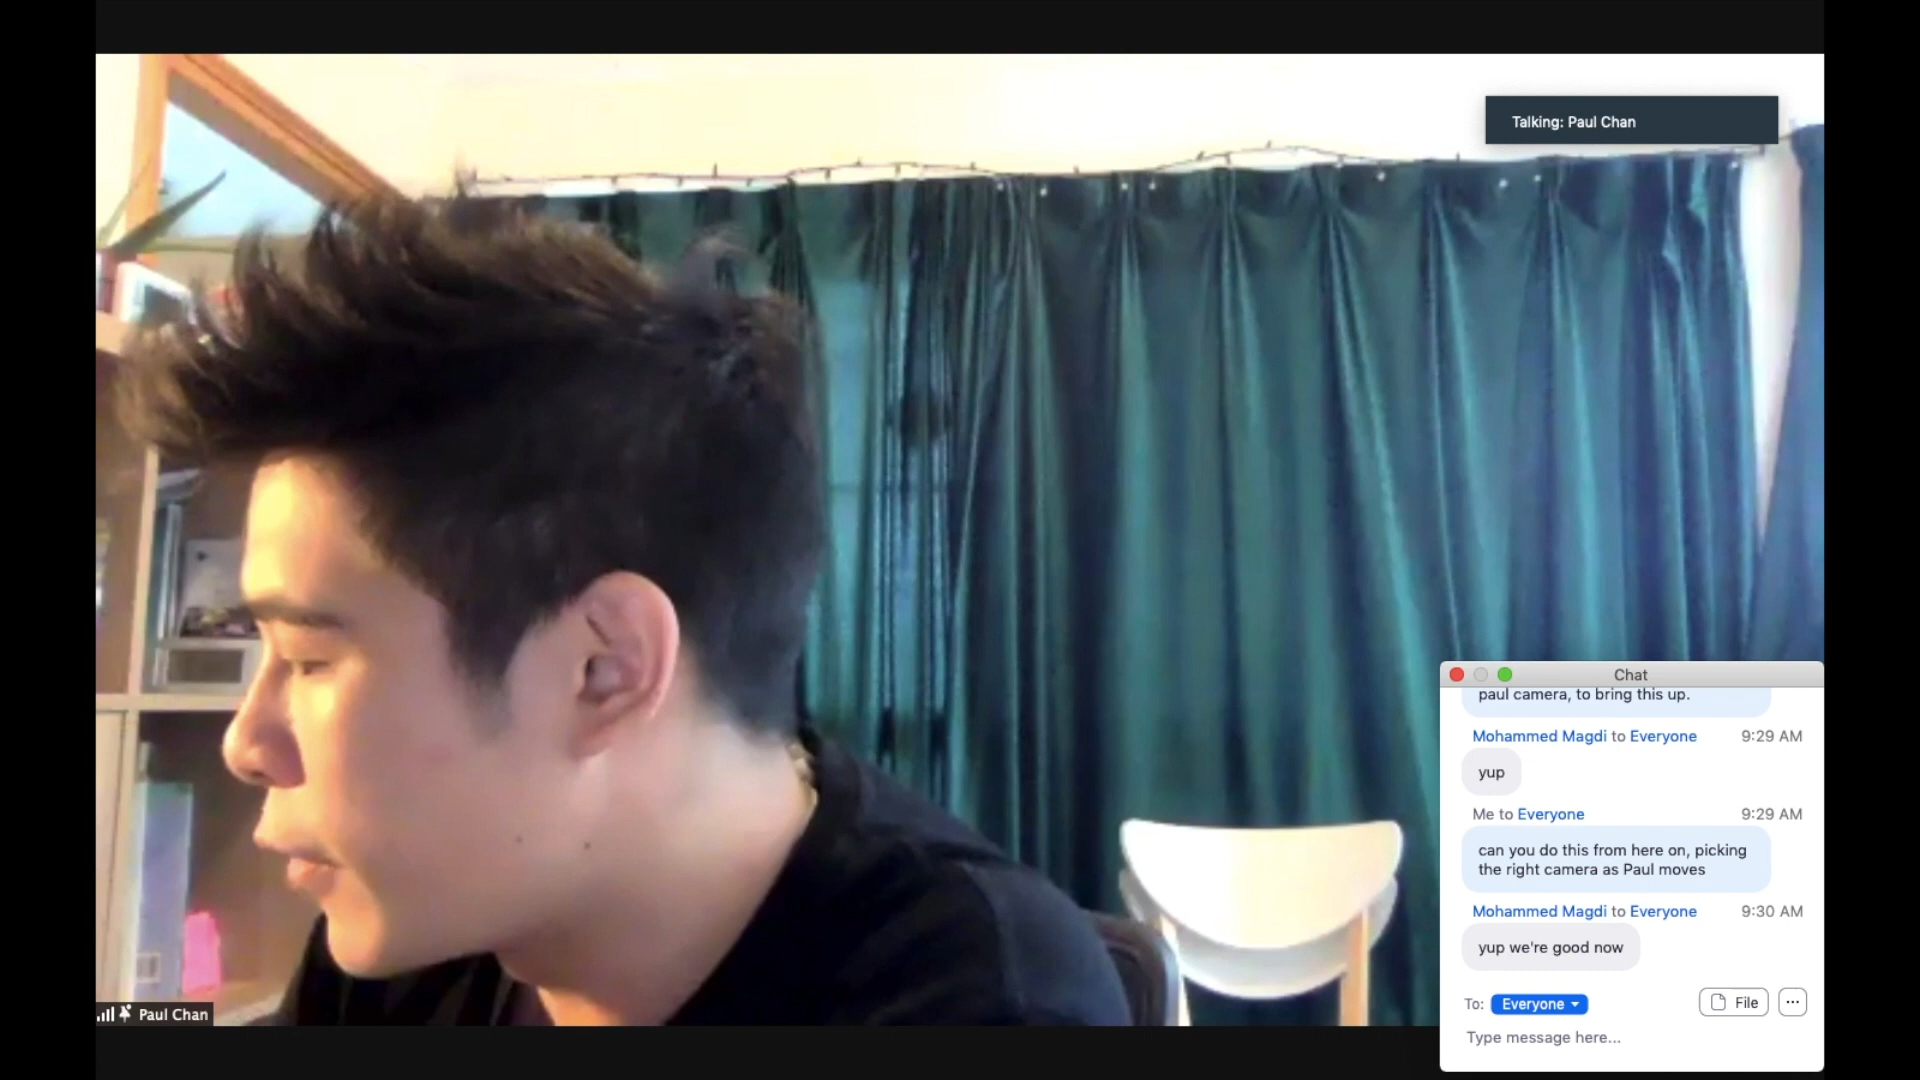 Talking: Paul Chan
Chat
paul camera, to bring this up.
Mohammed Magdi to Everyone 9:29 AM
yup
Me to Everyone 9:29 AM
can you do this from here on, picking
the right camera as Paul moves
Mohammed Magdi to Everyone 9:30 AM
yup we're good now
To: Everyone File ...
Type message here...
Paul Chan